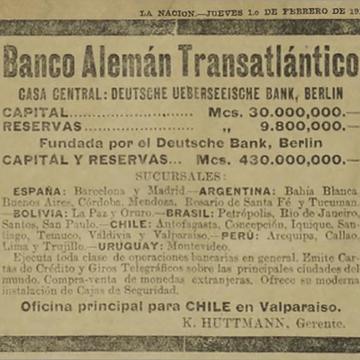 LA NACION.—JUEVES 1.o DE FEBRERO DE 19
Banco Alemán Transatlántico
CASA CENTRAL: DEUTSCHE UEBERSEEISCHE BANK, BERLIN
CAPITAL........................ Mcs. 30.000,000.—
RESERVAS................... „ 9.800,000.—
Fundada por el Deutsche Bank, Berlin
CAPITAL Y RESERVAS... Mcs. 430.000,000.—
SUCURSALES:
ESPAÑA: Barcelona y Madrid.—ARGENTINA: Bahía Blanca,
Buenos Aires, Córdoba, Mendoza, Rosario de Santa Fé y Tucuman.
—BOLIVIA: La Paz y Oruro.—BRASIL: Petrópolis, Río de Janeiro,
Santos, San Paulo.—CHILE: Antofagasta, Concepción, Iquique, San-
tiago, Temuco, Valdivia y Valparaíso.—PERÚ: Arequipa, Callao,
Lima y Trujillo.—URUGUAY: Montevideo.
Ejecuta toda clase de operaciones bancarias en general. Emite Car-
tas de Crédito y Giros Telegráficos sobre las principales ciudades del
mundo. Compra-venta de monedas extranjeras. Ofrece su moderna
instalación de Cajas de Seguridad.
Oficina principal para CHILE en Valparaíso.
K. HUTTMANN, Gerente.